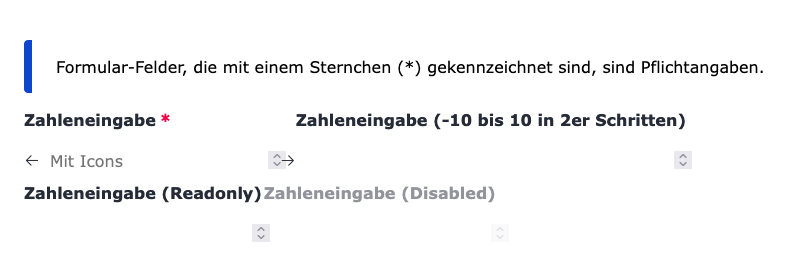 Formular-Felder, die mit einem Sternchen (*) gekennzeichnet sind, sind Pflichtangaben.
Zahleneingabe * Zahleneingabe (-10 bis 10 in 2er Schritten)
Mit Icons
Zahleneingabe (Readonly) Zahleneingabe (Disabled)